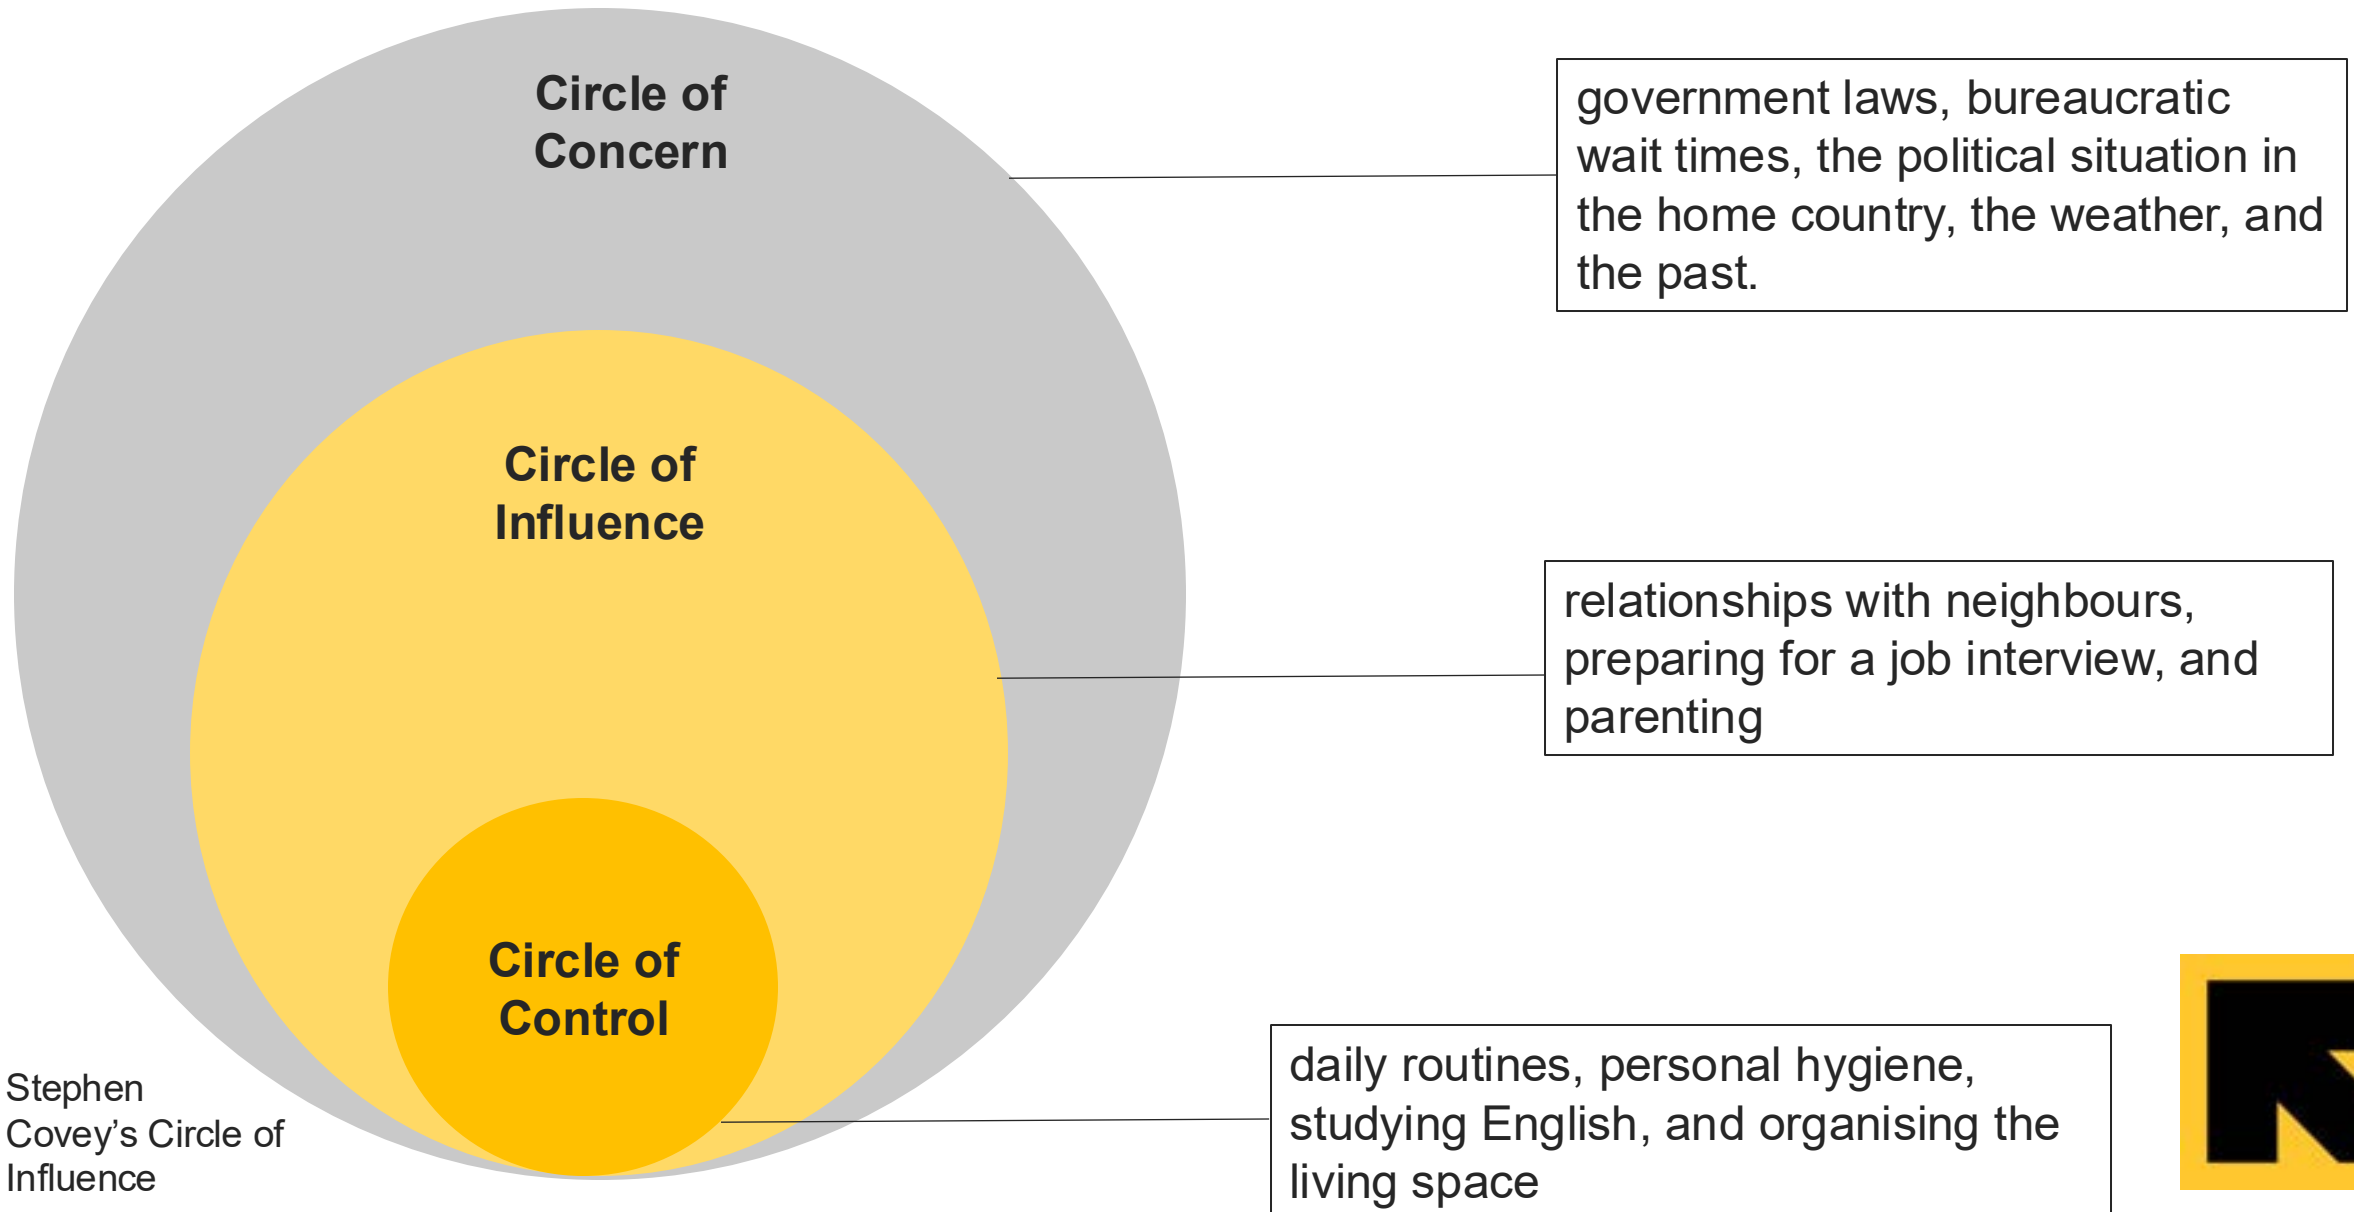 Circle of
Concern
government laws, bureaucratic
wait times, the political situation in
the home country, the weather, and
the past.
Circle of
Influence
relationships with neighbours,
preparing for a job interview, and
parenting
Circle of
Control
daily routines, personal hygiene,
studying English, and organising the
living space
Stephen
Covey’s Circle of
Influence